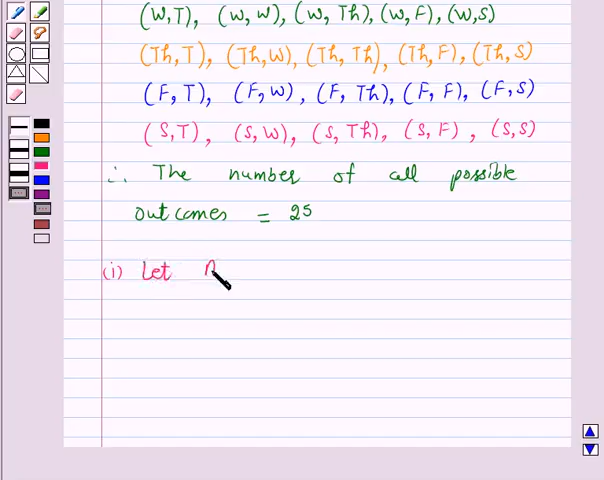 (W,T), (W, W), (W, Th), (W, F), (W,S)
(Th, T), (Th, W), (Th, Th), (Th, F), (Th, S)
(F, T), (F, W), (F, Th), (F, F), (F, S)
(S, T), (S, W), (S, Th), (S, F), (S, S)
∴ The number of all possible
outcomes = 25
(i) Let